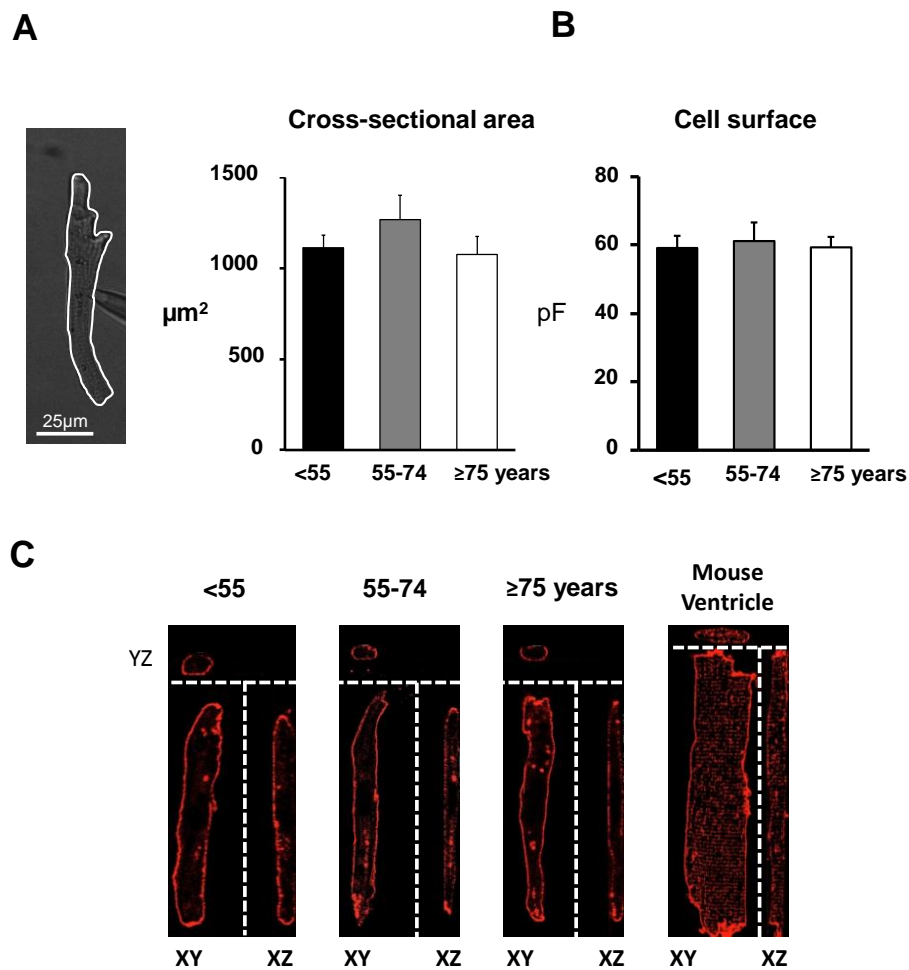 A
B
Cross-sectional area
Cell surface
1500
1000
500
0
µm²
25µm
<55
55-74
≥75 years
80
60
40
20
0
pF
<55
55-74
≥75 years
C
<55
55-74
≥75 years
Mouse
Ventricle
YZ
XY
XZ
XY
XZ
XY
XZ
XY
XZ